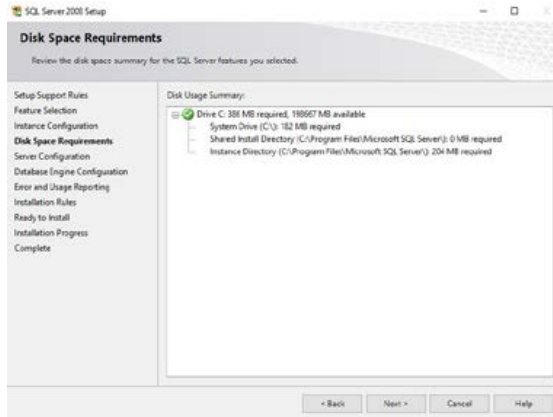 SQL Server 2008 Setup
Disk Space Requirements
Review the disk space summary for the SQL Server features you selected.
Setup Support Rules
Feature Selection
Instance Configuration
Disk Space Requirements
Server Configuration
Database Engine Configuration
Error and Usage Reporting
Installation Rules
Ready to Install
Installation Progress
Complete
Disk Usage Summary:
Drive C: 386 MB required, 198667 MB available
System Drive (C:\): 182 MB required
Shared Install Directory (C:\Program Files\Microsoft SQL Server\): 0 MB required
Instance Directory (C:\Program Files\Microsoft SQL Server\): 204 MB required
< Back
Next >
Cancel
Help